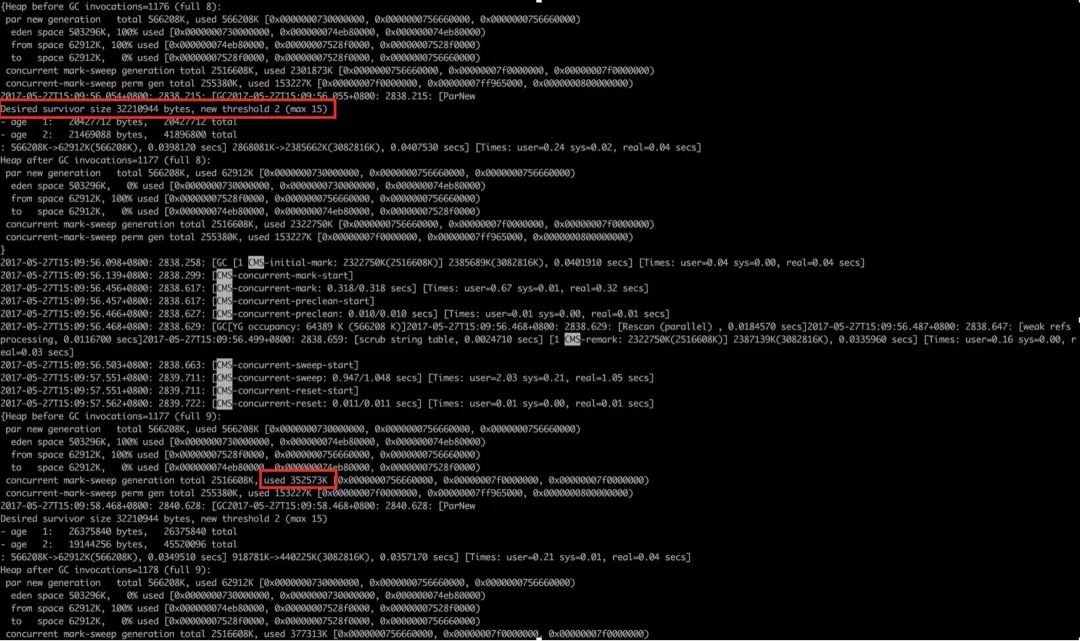 {Heap before GC invocations=1176 (full 8):
par new generation   total 566208K, used 566208K [0x0000000730000000, 0x0000000756660000, 0x0000000756660000)
eden space 503296K, 100% used [0x0000000730000000, 0x000000074eb80000, 0x000000074eb80000)
from space 62912K, 100% used [0x00000007528f0000, 0x0000000756660000, 0x0000000756660000)
to   space 62912K,   0% used [0x000000074eb80000, 0x000000074eb80000, 0x00000007528f0000)
concurrent mark-sweep generation total 2516608K, used 2301873K [0x0000000756660000, 0x00000007f0000000, 0x00000007f0000000)
concurrent-mark-sweep perm gen total 255380K, used 153227K [0x00000007f0000000, 0x00000007ff965000, 0x0000000800000000)
2017-05-27T15:09:56.054+0800: 2838.215: [GC2017-05-27T15:09:56.055+0800: 2838.215: [ParNew
Desired survivor size 32210944 bytes, new threshold 2 (max 15)
- age   1:   20427712 bytes,   20427712 total
- age   2:   21469088 bytes,   41896800 total
: 566208K->62912K(566208K), 0.0398120 secs] 2868081K->2385662K(3082816K), 0.0407530 secs] [Times: user=0.24 sys=0.02, real=0.04 secs]
Heap after GC invocations=1177 (full 8):
par new generation   total 566208K, used 62912K [0x0000000730000000, 0x0000000756660000, 0x0000000756660000)
eden space 503296K,   0% used [0x0000000730000000, 0x0000000730000000, 0x000000074eb80000)
from space 62912K, 100% used [0x00000007528f0000, 0x0000000756660000, 0x0000000756660000)
to   space 62912K,   0% used [0x000000074eb80000, 0x000000074eb80000, 0x00000007528f0000)
concurrent mark-sweep generation total 2516608K, used 2322750K [0x0000000756660000, 0x00000007f0000000, 0x00000007f0000000)
concurrent-mark-sweep perm gen total 255380K, used 153227K [0x00000007f0000000, 0x00000007ff965000, 0x0000000800000000)
}
2017-05-27T15:09:56.098+0800: 2838.258: [GC [1 CMS-initial-mark: 2322750K(2516608K)] 2385689K(3082816K), 0.0401910 secs] [Times: user=0.04 sys=0.00, real=0.04 secs]
2017-05-27T15:09:56.139+0800: 2838.299: [CMS-concurrent-mark-start]
2017-05-27T15:09:56.456+0800: 2838.617: [CMS-concurrent-mark: 0.318/0.318 secs] [Times: user=0.67 sys=0.01, real=0.32 secs]
2017-05-27T15:09:56.457+0800: 2838.617: [CMS-concurrent-preclean-start]
2017-05-27T15:09:56.466+0800: 2838.627: [CMS-concurrent-preclean: 0.010/0.010 secs] [Times: user=0.01 sys=0.00, real=0.01 secs]
2017-05-27T15:09:56.468+0800: 2838.629: [GC[YG occupancy: 64389 K (566208 K)]2017-05-27T15:09:56.468+0800: 2838.629: [Rescan (parallel) , 0.0184570 secs]2017-05-27T15:09:56.487+0800: 2838.647: [weak refs
processing, 0.0116700 secs]2017-05-27T15:09:56.499+0800: 2838.659: [scrub string table, 0.0024710 secs] [1 CMS-remark: 2322750K(2516608K)] 2387139K(3082816K), 0.0335960 secs] [Times: user=0.16 sys=0.00, r
eal=0.03 secs]
2017-05-27T15:09:56.503+0800: 2838.663: [CMS-concurrent-sweep-start]
2017-05-27T15:09:57.551+0800: 2839.711: [CMS-concurrent-sweep: 0.947/1.048 secs] [Times: user=2.03 sys=0.21, real=1.05 secs]
2017-05-27T15:09:57.551+0800: 2839.711: [CMS-concurrent-reset-start]
2017-05-27T15:09:57.562+0800: 2839.722: [CMS-concurrent-reset: 0.011/0.011 secs] [Times: user=0.01 sys=0.00, real=0.01 secs]
{Heap before GC invocations=1177 (full 9):
par new generation   total 566208K, used 566208K [0x0000000730000000, 0x0000000756660000, 0x0000000756660000)
eden space 503296K, 100% used [0x0000000730000000, 0x000000074eb80000, 0x000000074eb80000)
from space 62912K, 100% used [0x00000007528f0000, 0x0000000756660000, 0x0000000756660000)
to   space 62912K,   0% used [0x000000074eb80000, 0x000000074eb80000, 0x00000007528f0000)
concurrent mark-sweep generation total 2516608K, used 352573K [0x0000000756660000, 0x00000007f0000000, 0x00000007f0000000)
concurrent-mark-sweep perm gen total 255380K, used 153227K [0x00000007f0000000, 0x00000007ff965000, 0x0000000800000000)
2017-05-27T15:09:58.468+0800: 2840.628: [GC2017-05-27T15:09:58.468+0800: 2840.628: [ParNew
Desired survivor size 32210944 bytes, new threshold 2 (max 15)
- age   1:   26375840 bytes,   26375840 total
- age   2:   19144256 bytes,   45520096 total
: 566208K->62912K(566208K), 0.0349510 secs] 918781K->440225K(3082816K), 0.0357170 secs] [Times: user=0.21 sys=0.01, real=0.04 secs]
Heap after GC invocations=1178 (full 9):
par new generation   total 566208K, used 62912K [0x0000000730000000, 0x0000000756660000, 0x0000000756660000)
eden space 503296K,   0% used [0x0000000730000000, 0x0000000730000000, 0x000000074eb80000)
from space 62912K, 100% used [0x000000074eb80000, 0x00000007528f0000, 0x00000007528f0000)
to   space 62912K,   0% used [0x00000007528f0000, 0x00000007528f0000, 0x0000000756660000)
concurrent mark-sweep generation total 2516608K, used 377313K [0x0000000756660000, 0x00000007f0000000, 0x00000007f0000000)